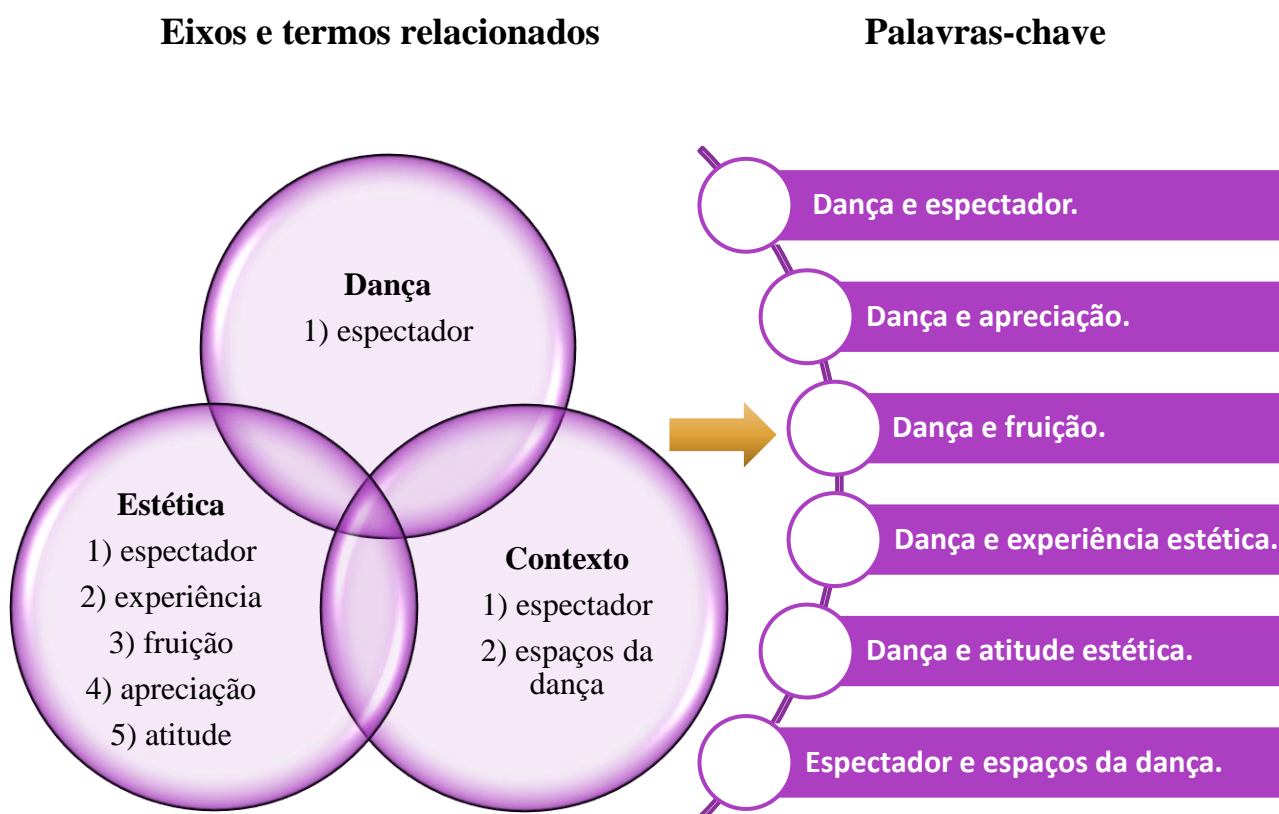 Eixos e termos relacionados
Palavras-chave
Dança
1) espectador
Estética
1) espectador
2) experiência
3) fruição
4) apreciação
5) atitude
Contexto
1) espectador
2) espaços da
dança
Dança e espectador.
Dança e apreciação.
Dança e fruição.
Dança e experiência estética.
Dança e atitude estética.
Espectador e espaços da dança.